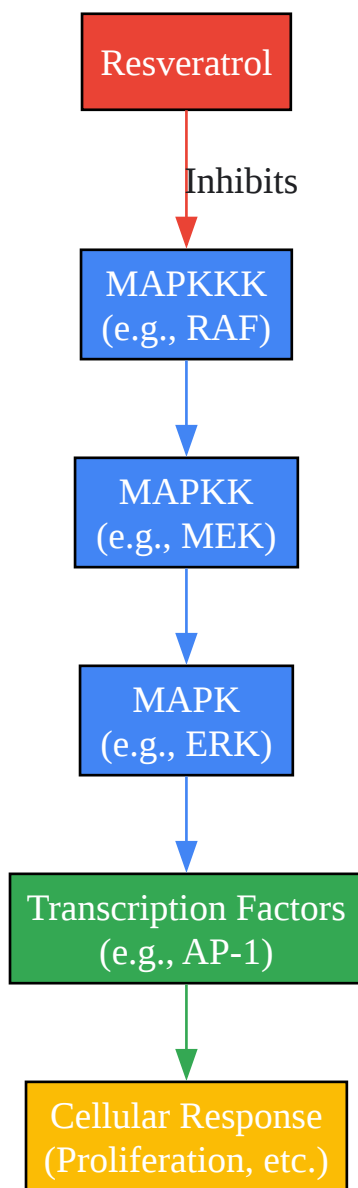 Resveratrol
Inhibits
MAPKKK
(e.g., RAF)
MAPKK
(e.g., MEK)
MAPK
(e.g., ERK)
Transcription Factors
(e.g., AP-1)
Cellular Response
(Proliferation, etc.)